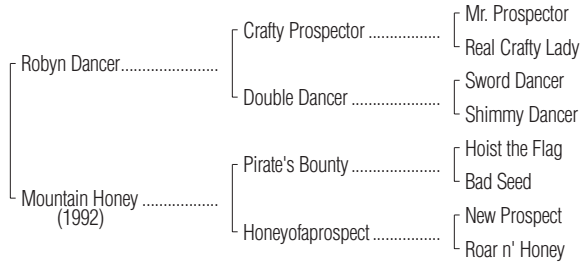 Mr. Prospector
Crafty Prospector ..................
Real Crafty Lady
Robyn Dancer.......................
Sword Dancer
Double Dancer .......................
Shimmy Dancer
Hoist the Flag
Pirate's Bounty ......................
Bad Seed
Mountain Honey ..................
(1992)
New Prospect
Honeyofaprospect.................
Roar n' Honey